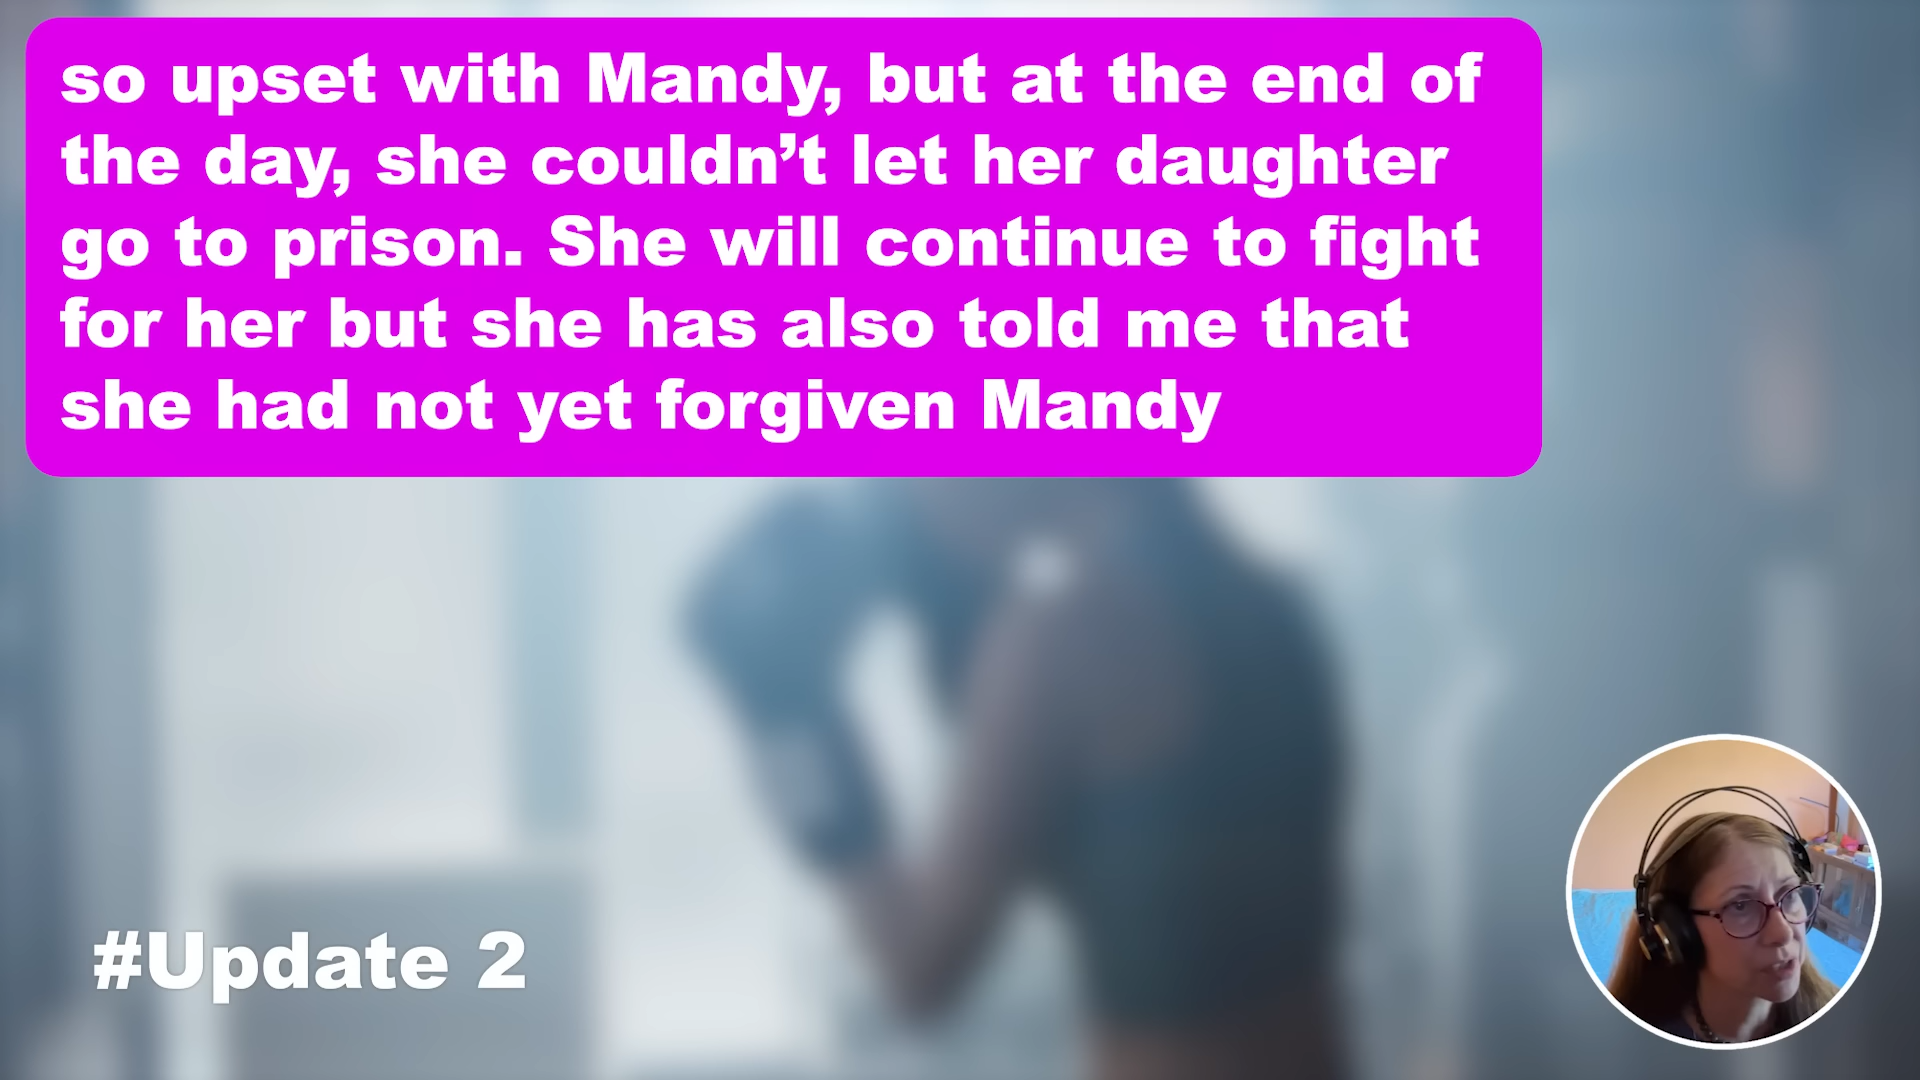 so upset with Mandy, but at the end of
the day, she couldn’t let her daughter
go to prison. She will continue to fight
for her but she has also told me that
she had not yet forgiven Mandy
#Update 2